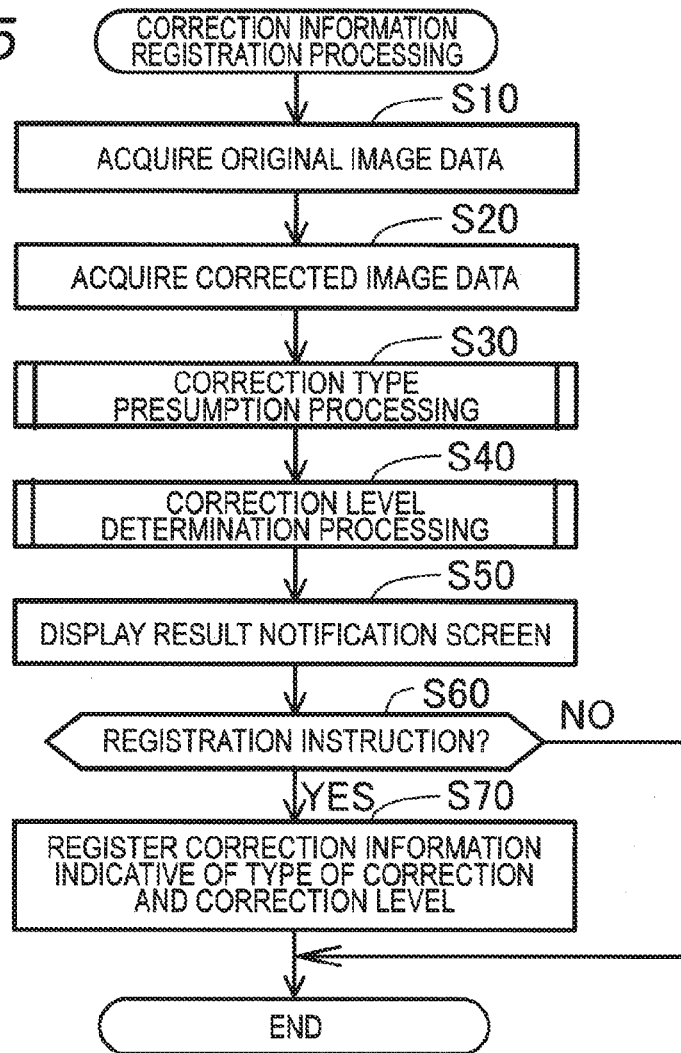 5
CORRECTION INFORMATION
REGISTRATION PROCESSING
S10
ACQUIRE ORIGINAL IMAGE DATA
S20
ACQUIRE CORRECTED IMAGE DATA
S30
CORRECTION TYPE
PRESUMPTION PROCESSING
S40
CORRECTION LEVEL
DETERMINATION PROCESSING
S50
DISPLAY RESULT NOTIFICATION SCREEN
S60
REGISTRATION INSTRUCTION?
NO
YES
S70
REGISTER CORRECTION INFORMATION
INDICATIVE OF TYPE OF CORRECTION
AND CORRECTION LEVEL
END